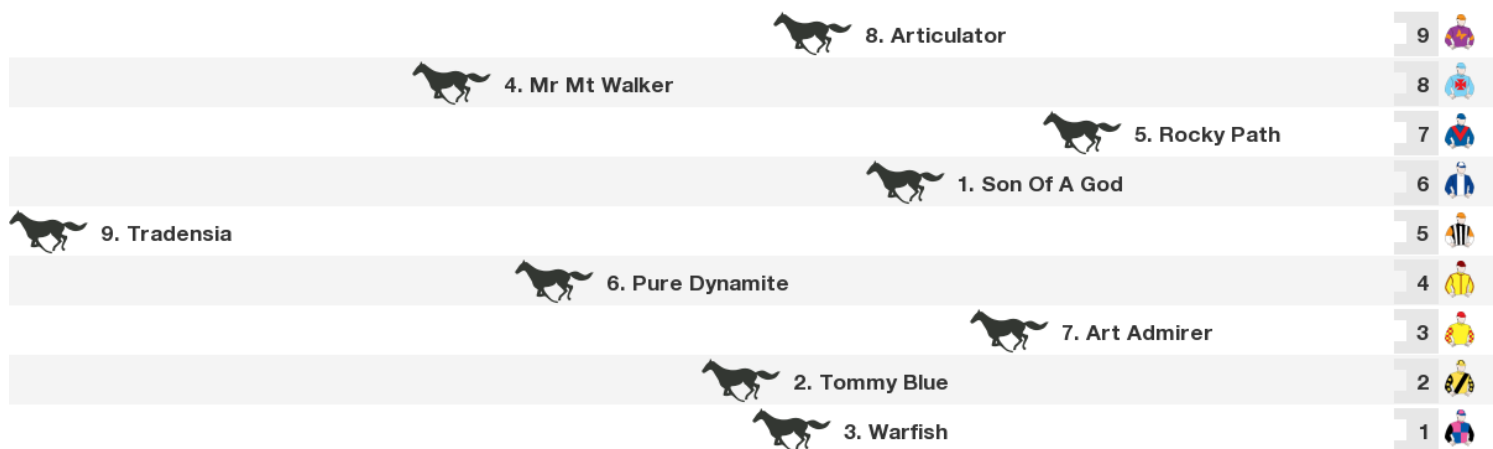 8. Articulator 9
4. Mr Mt Walker 8
5. Rocky Path 7
1. Son Of A God 6
9. Tradensia 5
6. Pure Dynamite 4
7. Art Admirer 3
2. Tommy Blue 2
3. Warfish 1